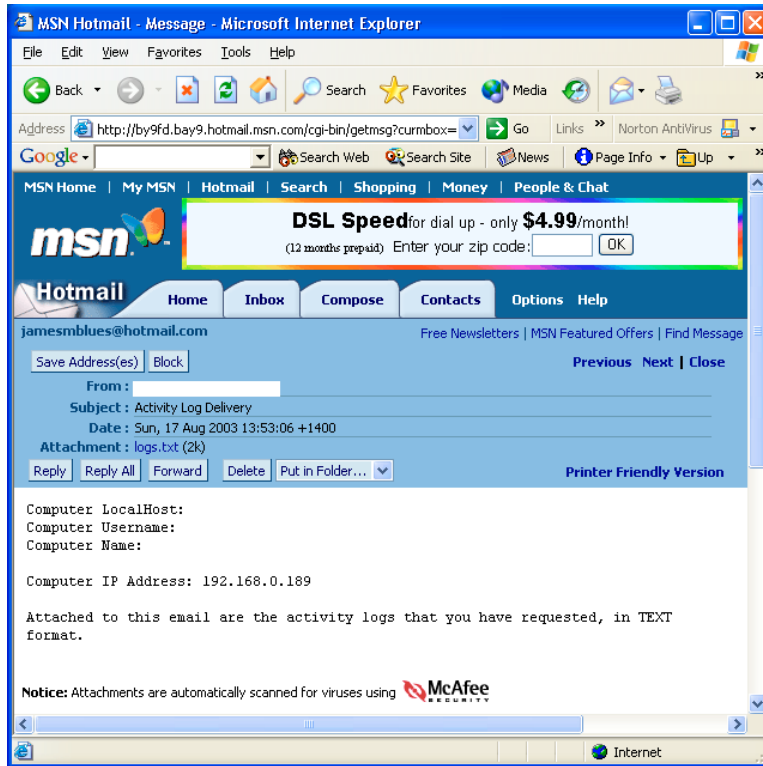 MSN Hotmail - Message - Microsoft Internet Explorer
File Edit View Favorites Tools Help
Back Search Favorites Media »
Address http://by9fd.bay9.hotmail.msn.com/cgi-bin/getmsg?curmbox= Go Links » Norton AntiVirus
Google Search Web Search Site News Page Info Up »
MSN Home | My MSN | Hotmail | Search | Shopping | Money | People & Chat
msn
DSL Speed for dial up - only $4.99/month!
(12 months prepaid) Enter your zip code: OK
Hotmail Home Inbox Compose Contacts Options Help
jamesmblues@hotmail.com Free Newsletters | MSN Featured Offers | Find Message
Save Address(es) Block Previous Next | Close
From :
Subject : Activity Log Delivery
Date : Sun, 17 Aug 2003 13:53:06 +1400
Attachment : logs.txt (2k)
Reply Reply All Forward Delete Put in Folder... Printer Friendly Version
Computer LocalHost:
Computer Username:
Computer Name:
Computer IP Address: 192.168.0.189
Attached to this email are the activity logs that you have requested, in TEXT
format.
Notice: Attachments are automatically scanned for viruses using McAfee
SECURITY
Internet